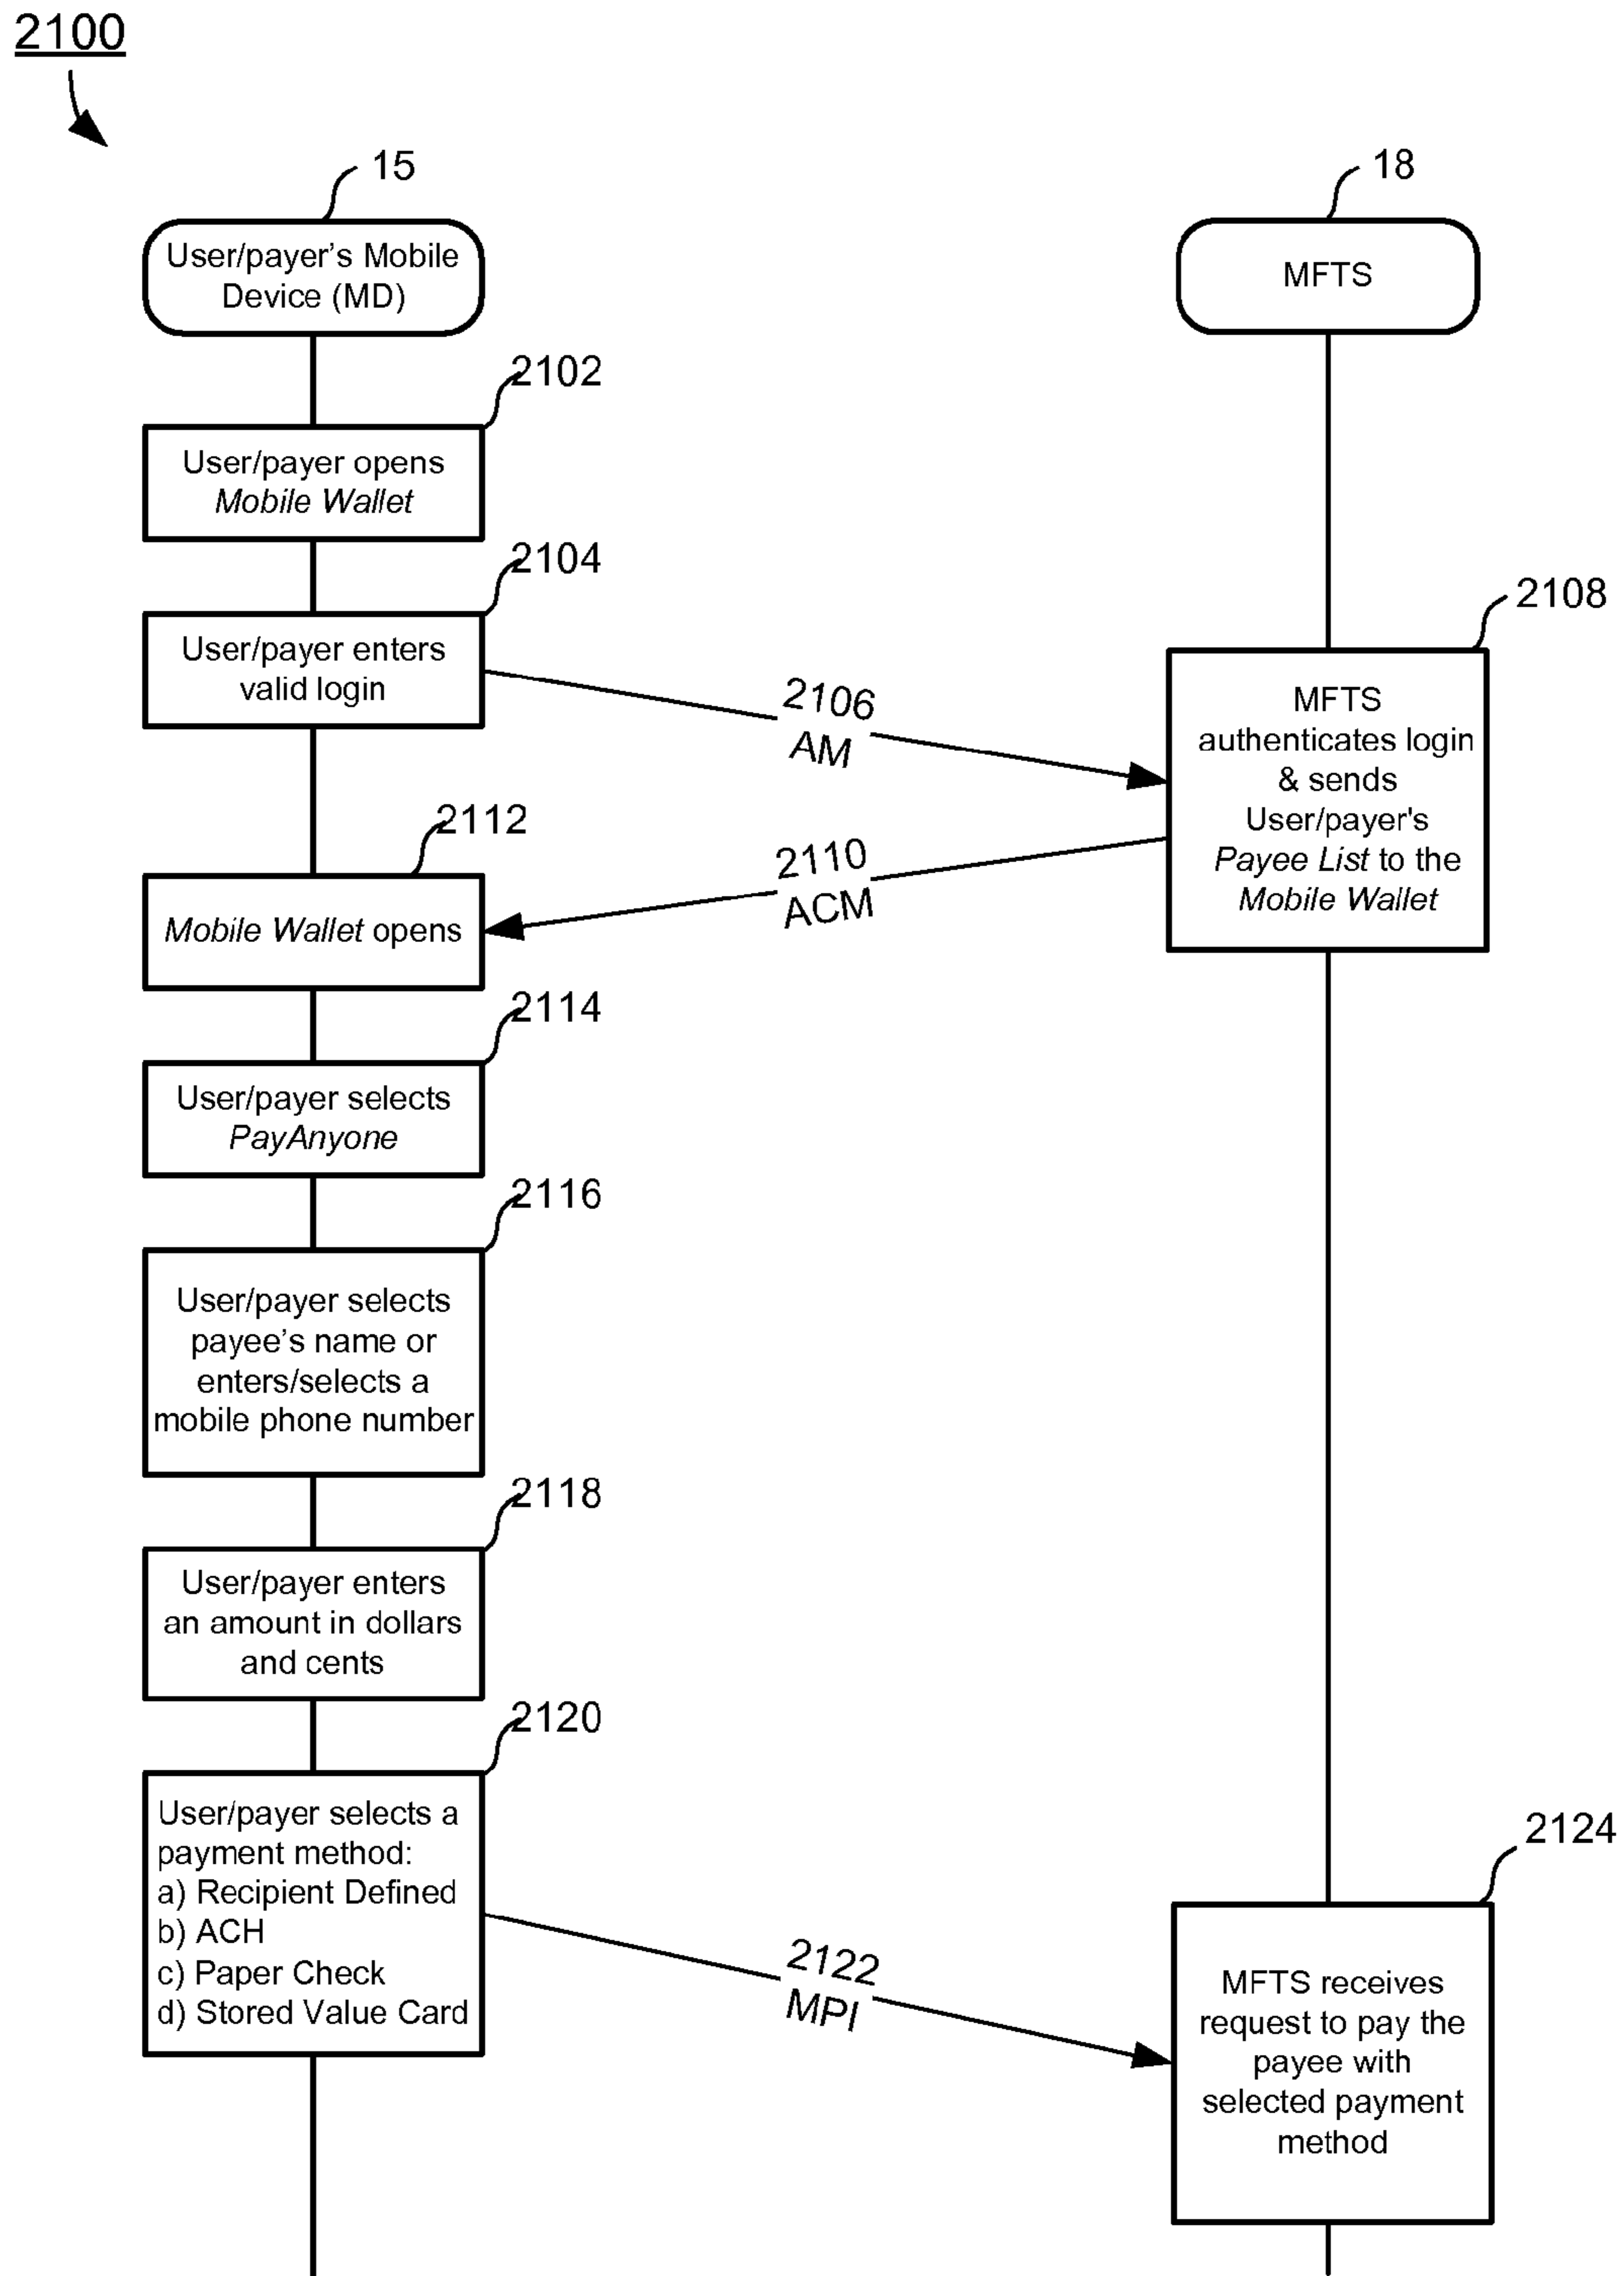 2100
15
18
User/payer's Mobile
Device (MD)
MFTS
2102
User/payer opens
Mobile Wallet
2104
User/payer enters
valid login
2106
AM
2108
MFTS
authenticates login
& sends
User/payer's
Payee List to the
Mobile Wallet
2110
ACM
2112
Mobile Wallet opens
2114
User/payer selects
PayAnyone
2116
User/payer selects
payee's name or
enters/selects a
mobile phone number
2118
User/payer enters
an amount in dollars
and cents
2120
User/payer selects a
payment method:
a) Recipient Defined
b) ACH
c) Paper Check
d) Stored Value Card
2122
MPI
2124
MFTS receives
request to pay the
payee with
selected payment
method